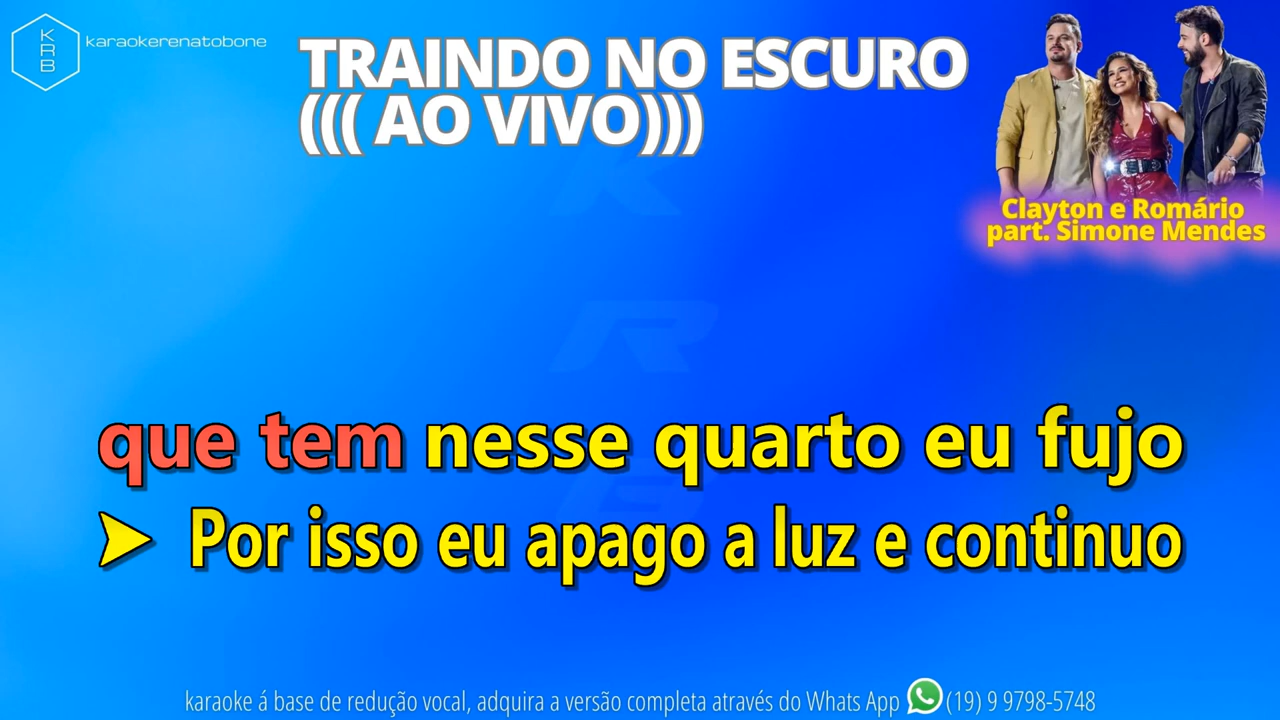 KRB
karaokerenatobone
TRAINDO NO ESCURO
((( AO VIVO)))
Clayton e Romário
part. Simone Mendes
K
R
B
que tem nesse quarto eu fujo
➤ Por isso eu apago a luz e continuo
karaoke á base de redução vocal, adquira a versão completa através do Whats App (19) 9 9798-5748